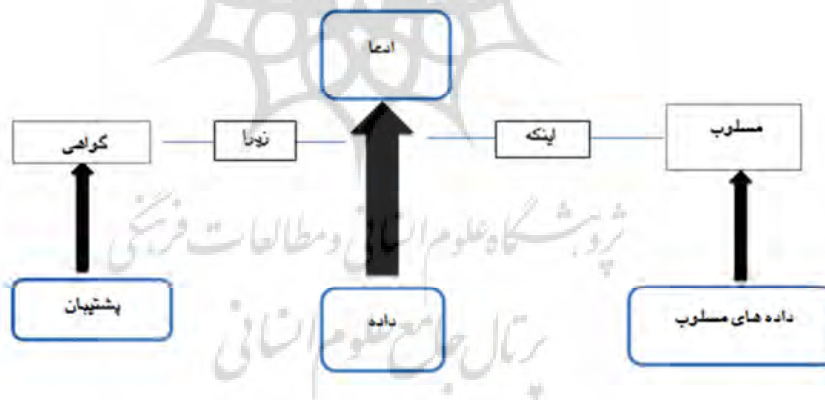 ادعا
مسلوب
اینکه
زیرا
گواهی
پژوهشگاه علوم انسانی و مطالعات فرهنگی
داده های مسلوب
داده
پشتیبان
پرتال جامع علوم انسانی